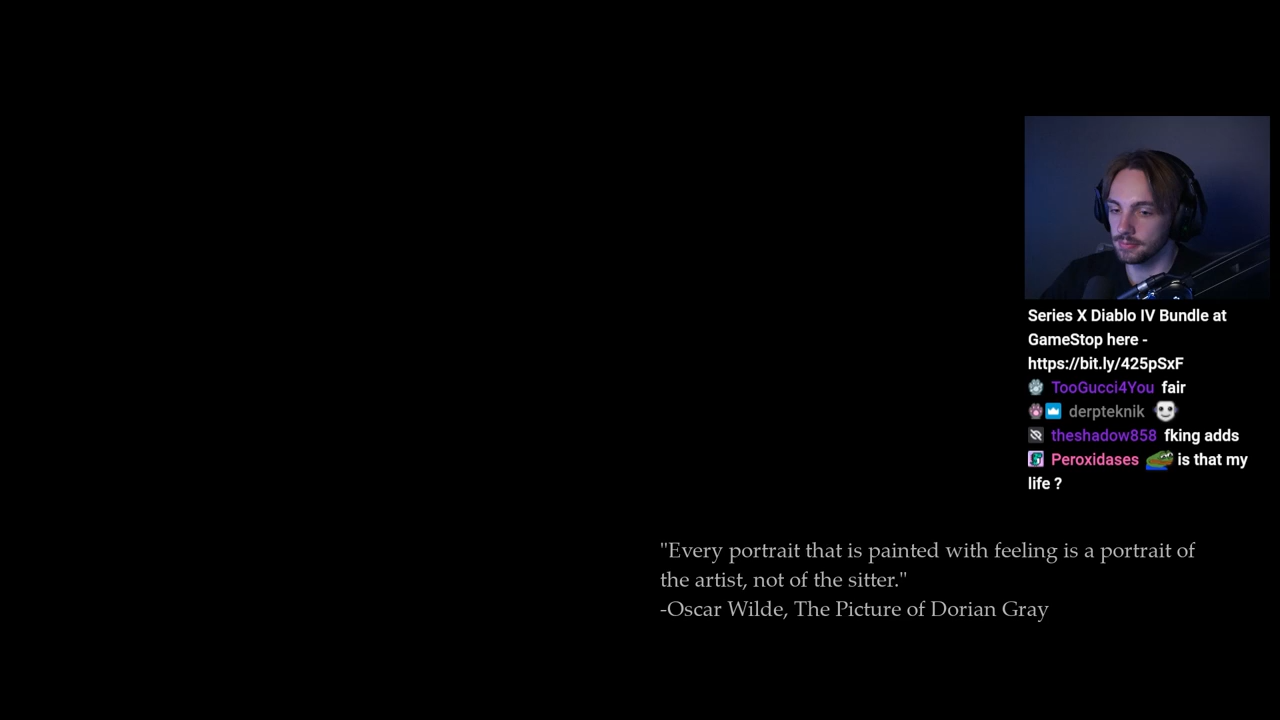 Series X Diablo IV Bundle at
GameStop here -
https://bit.ly/425pSxF
TooGucci4You fair
derpteknik
theshadow858 fking adds
Peroxidases is that my
life ?
"Every portrait that is painted with feeling is a portrait of
the artist, not of the sitter."
-Oscar Wilde, The Picture of Dorian Gray